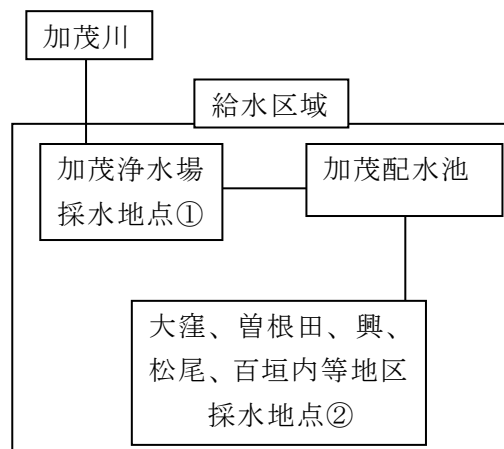 加茂川
給水区域
加茂浄水場
採水地点①
加茂配水池
大窪、曽根田、興、
松尾、百垣内等地区
採水地点②